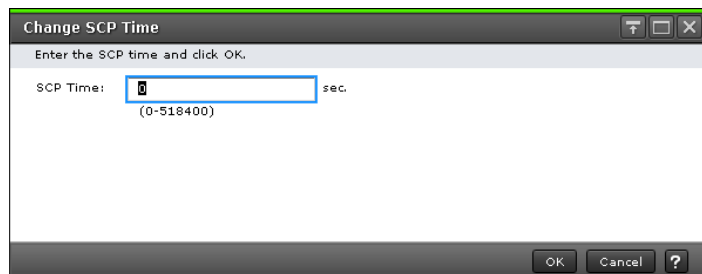 Change SCP Time
Enter the SCP time and click OK.
SCP Time: 0 sec.
(0-518400)
OK Cancel ?